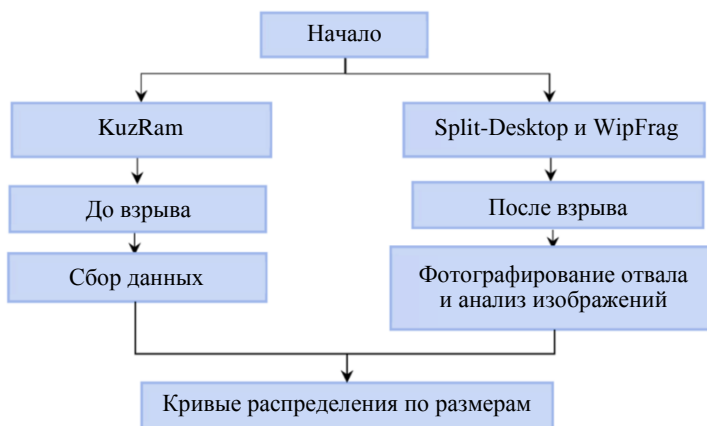 Начало
KuzRam
Split-Desktop и WipFrag
До взрыва
После взрыва
Сбор данных
Фотографирование отвала
и анализ изображений
Кривые распределения по размерам